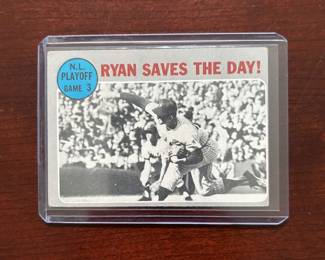 N.L.
PLAYOFF
GAME 3
RYAN SAVES THE DAY!